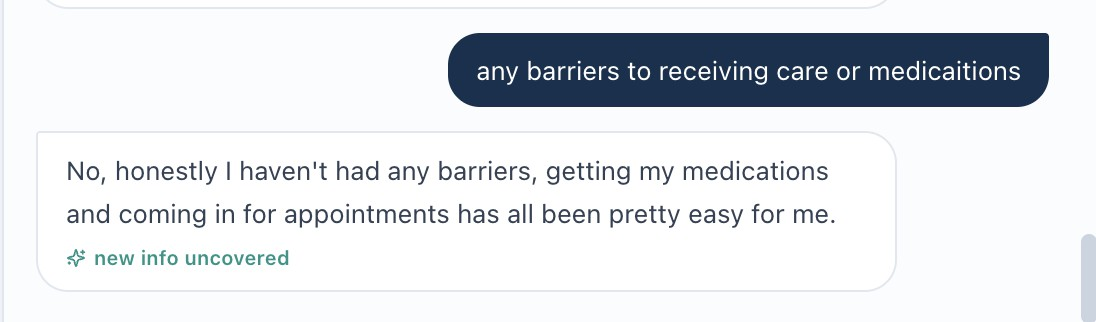 any barriers to receiving care or medicaitions
No, honestly I haven't had any barriers, getting my medications
and coming in for appointments has all been pretty easy for me.
new info uncovered